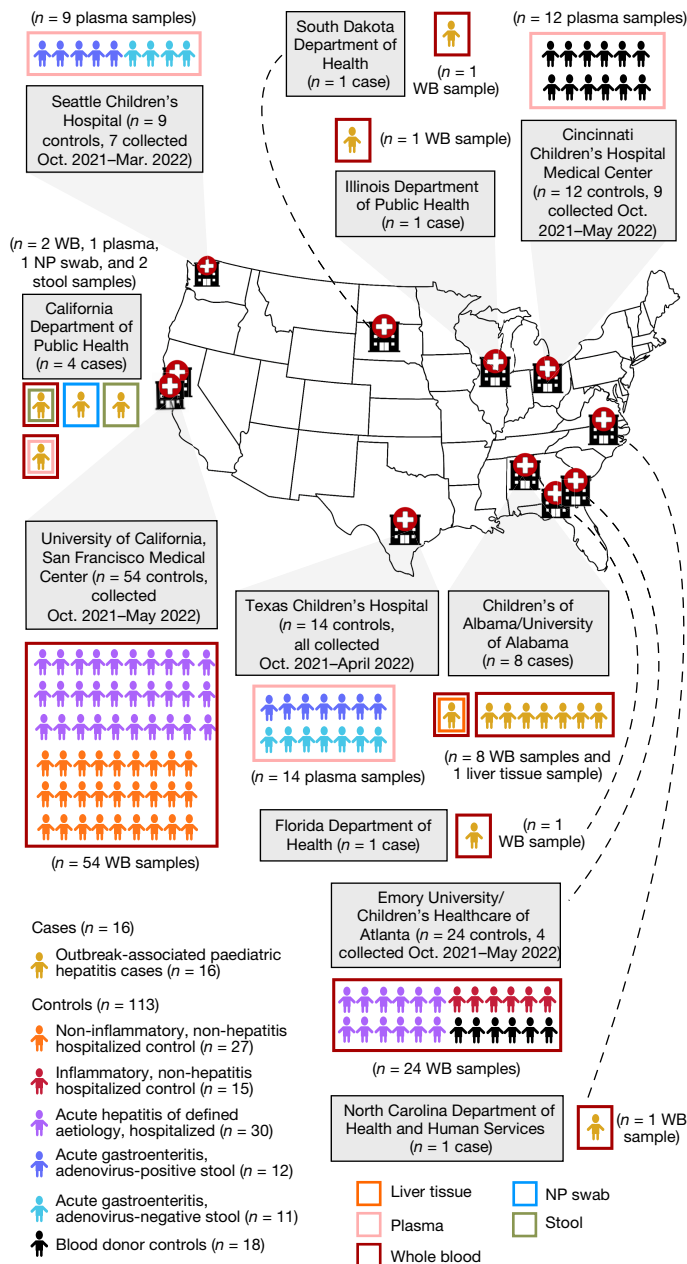 (n = 9 plasma samples)
Seattle Children's
Hospital (n = 9
controls, 7 collected
Oct. 2021–Mar. 2022)
South Dakota
Department of
Health
(n = 1 case)
(n = 1
WB sample)
(n = 1 WB sample)
Illinois Department
of Public Health
(n = 1 case)
(n = 12 plasma samples)
Cincinnati
Children's Hospital
Medical Center
(n = 12 controls, 9
collected Oct.
2021–May 2022)
(n = 2 WB, 1 plasma,
1 NP swab, and 2
stool samples)
California
Department of
Public Health
(n = 4 cases)
University of California,
San Francisco Medical
Center (n = 54 controls,
collected
Oct. 2021–May 2022)
(n = 54 WB samples)
Texas Children's Hospital
(n = 14 controls,
all collected
Oct. 2021–April 2022)
(n = 14 plasma samples)
Children's of
Albama/University
of Alabama
(n = 8 cases)
(n = 8 WB samples and
1 liver tissue sample)
Florida Department of
Health (n = 1 case)
(n = 1
WB sample)
Emory University/
Children's Healthcare of
Atlanta (n = 24 controls, 4
collected Oct. 2021–May 2022)
(n = 24 WB samples)
North Carolina Department of
Health and Human Services
(n = 1 case)
(n = 1 WB
sample)
Cases (n = 16)
Outbreak-associated paediatric
hepatitis cases (n = 16)
Controls (n = 113)
Non-inflammatory, non-hepatitis
hospitalized control (n = 27)
Inflammatory, non-hepatitis
hospitalized control (n = 15)
Acute hepatitis of defined
aetiology, hospitalized (n = 30)
Acute gastroenteritis,
adenovirus-positive stool (n = 12)
Acute gastroenteritis,
adenovirus-negative stool (n = 11)
Blood donor controls (n = 18)
Liver tissue
Plasma
Whole blood
NP swab
Stool